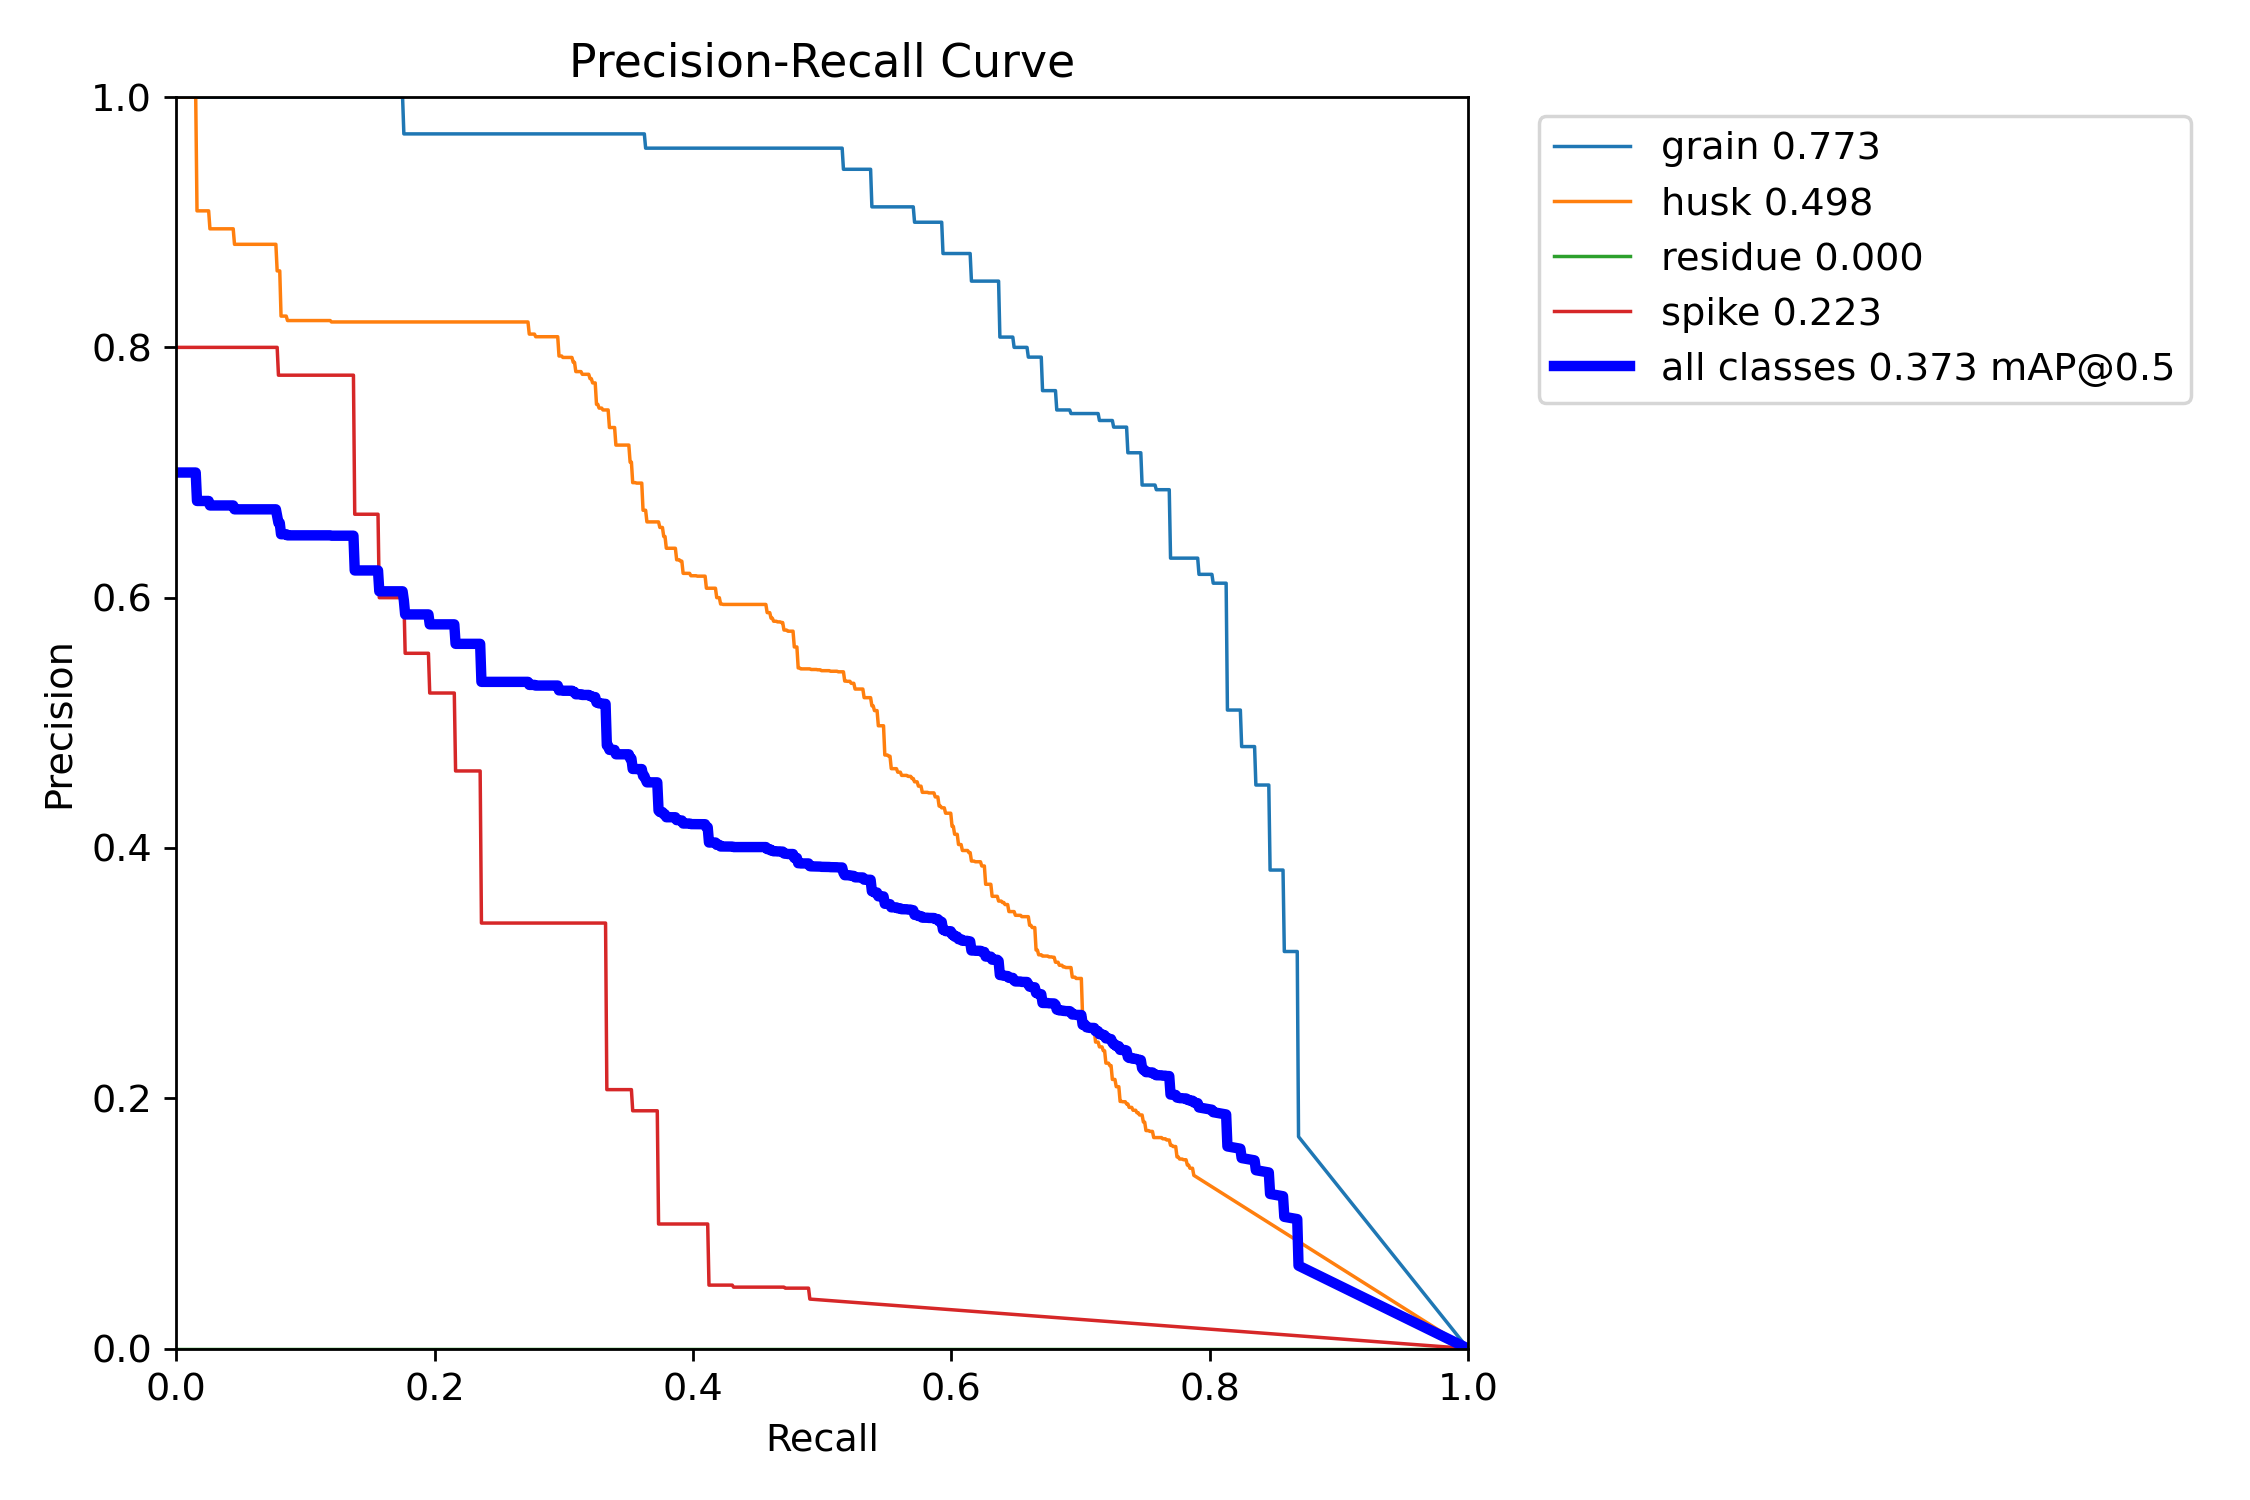 Precision-Recall Curve
1.0
0.8
0.6
0.4
0.2
0.0
Precision
0.0 0.2 0.4 0.6 0.8 1.0
Recall
grain 0.773
husk 0.498
residue 0.000
spike 0.223
all classes 0.373 mAP@0.5